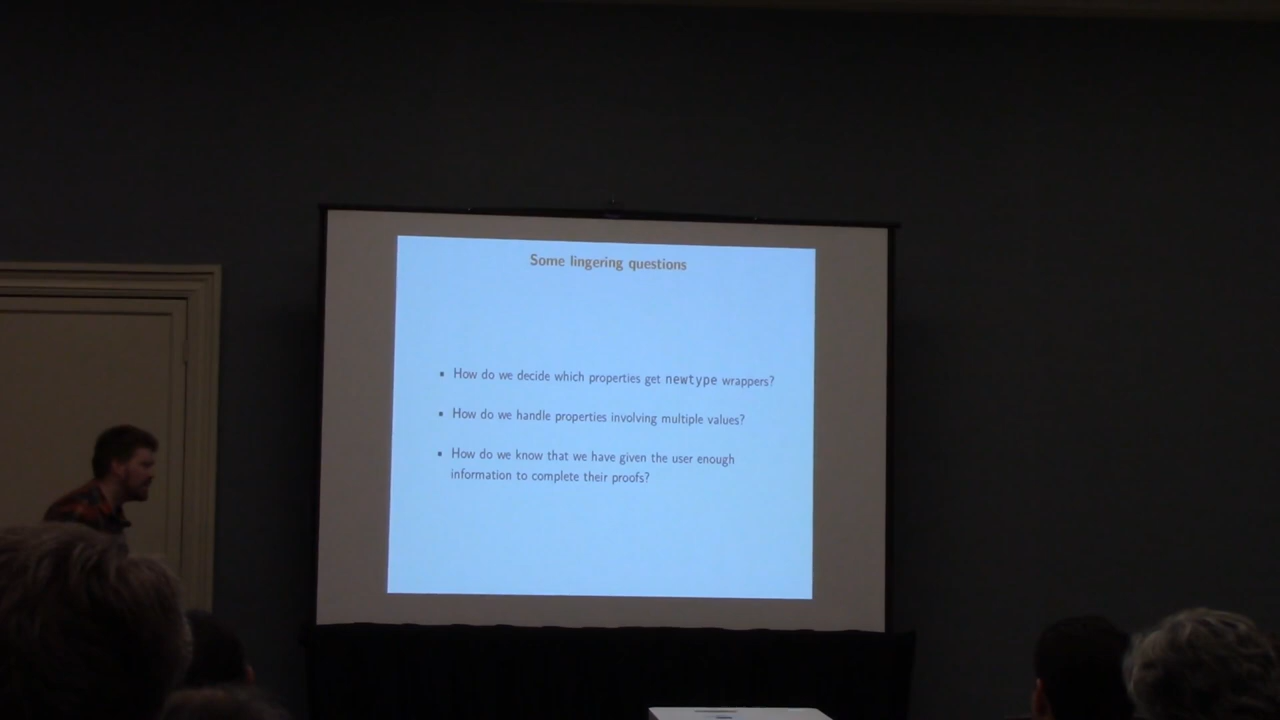 Some lingering questions
▪ How do we decide which properties get newtype wrappers?
▪ How do we handle properties involving multiple values?
▪ How do we know that we have given the user enough
information to complete their proofs?